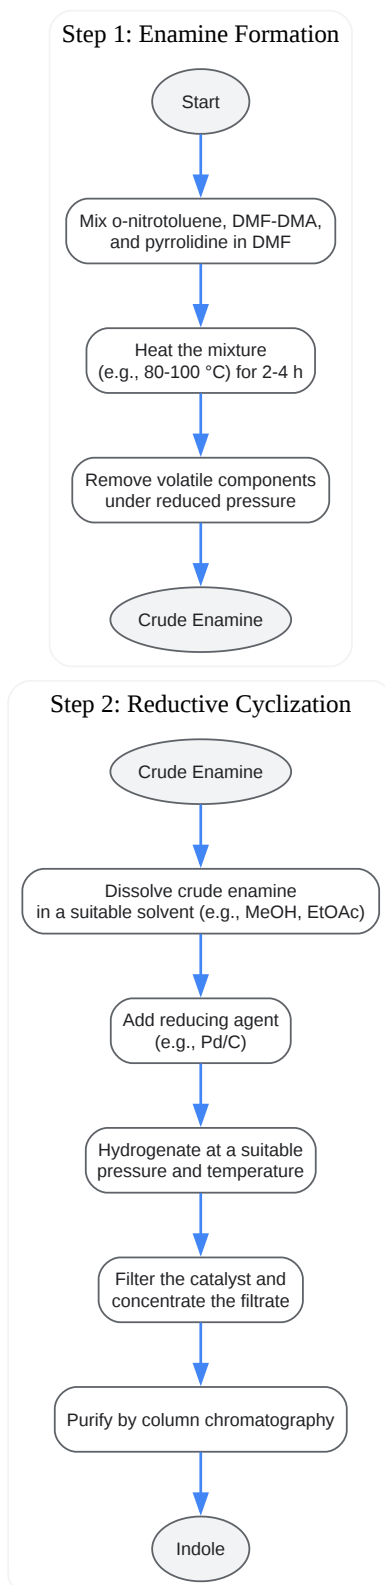 Step 1: Enamine Formation
Start
Mix o-nitrotoluene, DMF-DMA,
and pyrrolidine in DMF
Heat the mixture
(e.g., 80-100 °C) for 2-4 h
Remove volatile components
under reduced pressure
Crude Enamine
Step 2: Reductive Cyclization
Crude Enamine
Dissolve crude enamine
in a suitable solvent (e.g., MeOH, EtOAc)
Add reducing agent
(e.g., Pd/C)
Hydrogenate at a suitable
pressure and temperature
Filter the catalyst and
concentrate the filtrate
Purify by column chromatography
Indole